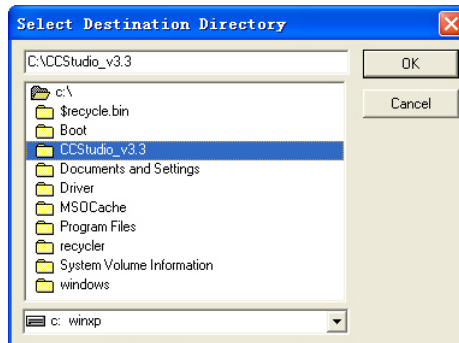 Select Destination Directory
C:\CCStudio_v3.3
OK
c:\
$recycle.bin
Cancel
Boot
CCStudio_v3.3
Documents and Settings
Driver
MSOCache
Program Files
recycler
System Volume Information
windows
c: winxp